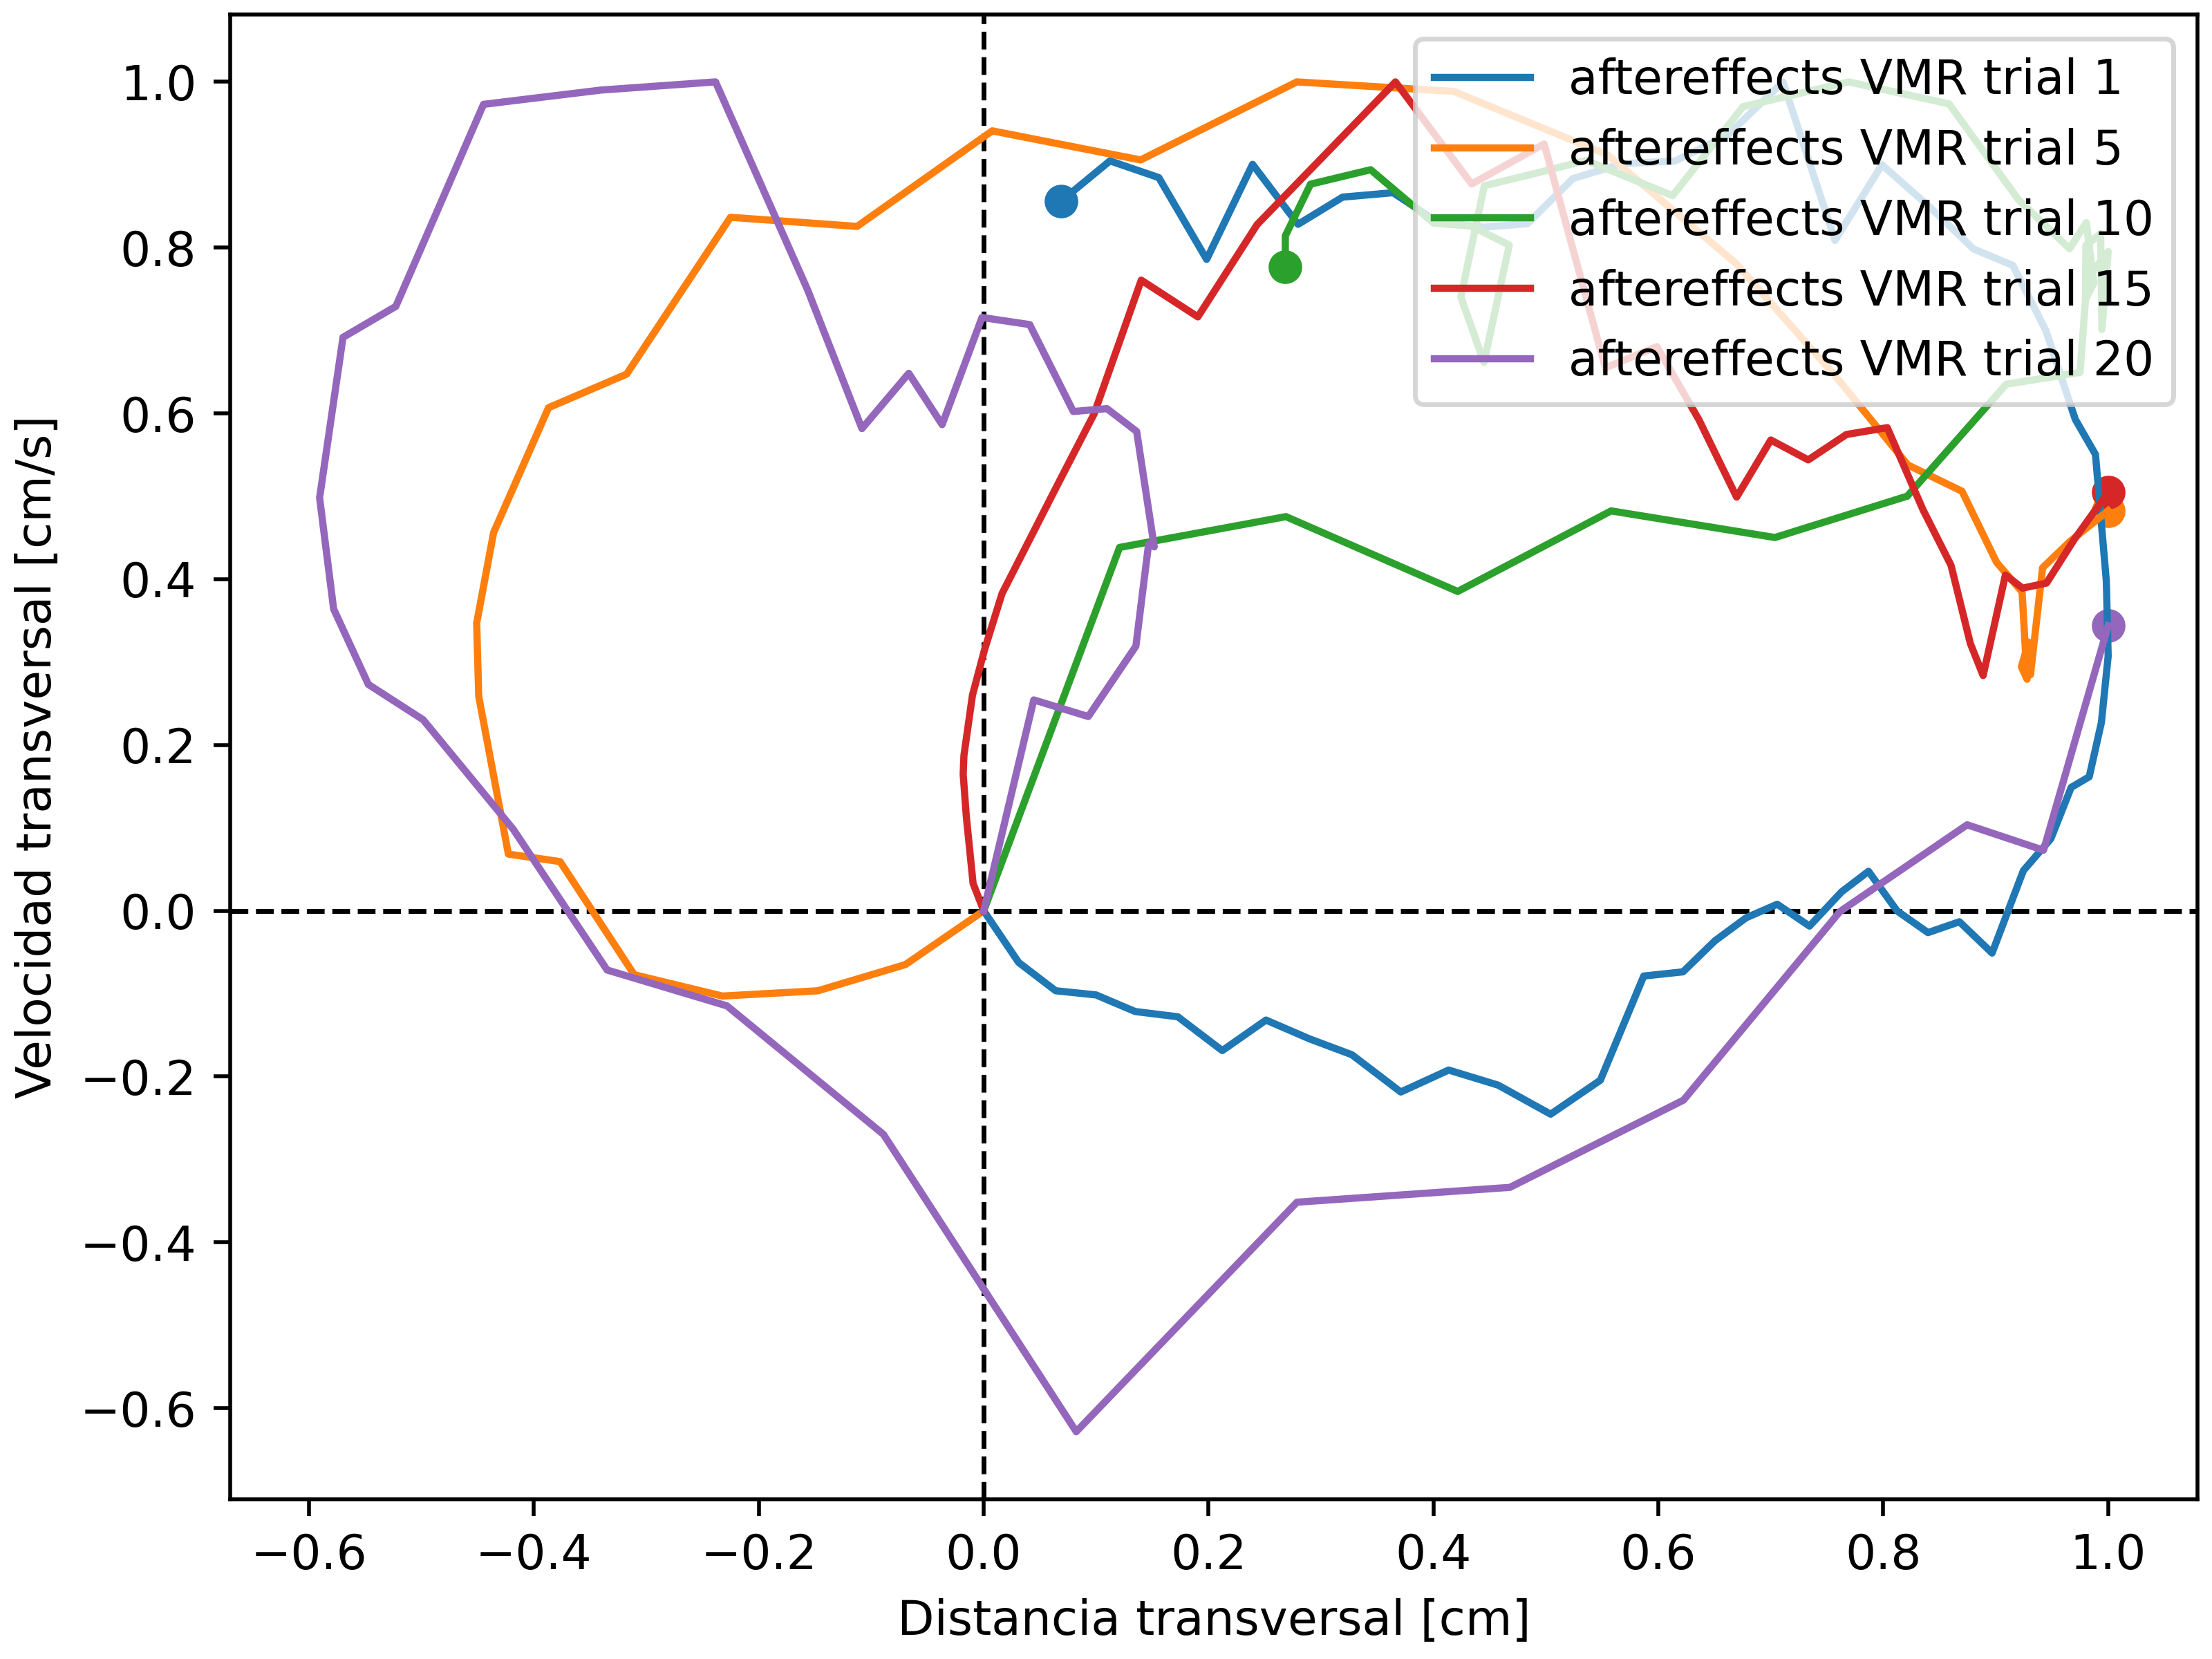 aftereffects VMR trial 1
aftereffects VMR trial 5
aftereffects VMR trial 10
aftereffects VMR trial 15
aftereffects VMR trial 20
Velocidad transversal [cm/s]
1.0
0.8
0.6
0.4
0.2
0.0
−0.2
−0.4
−0.6
−0.6 −0.4 −0.2 0.0 0.2 0.4 0.6 0.8 1.0
Distancia transversal [cm]